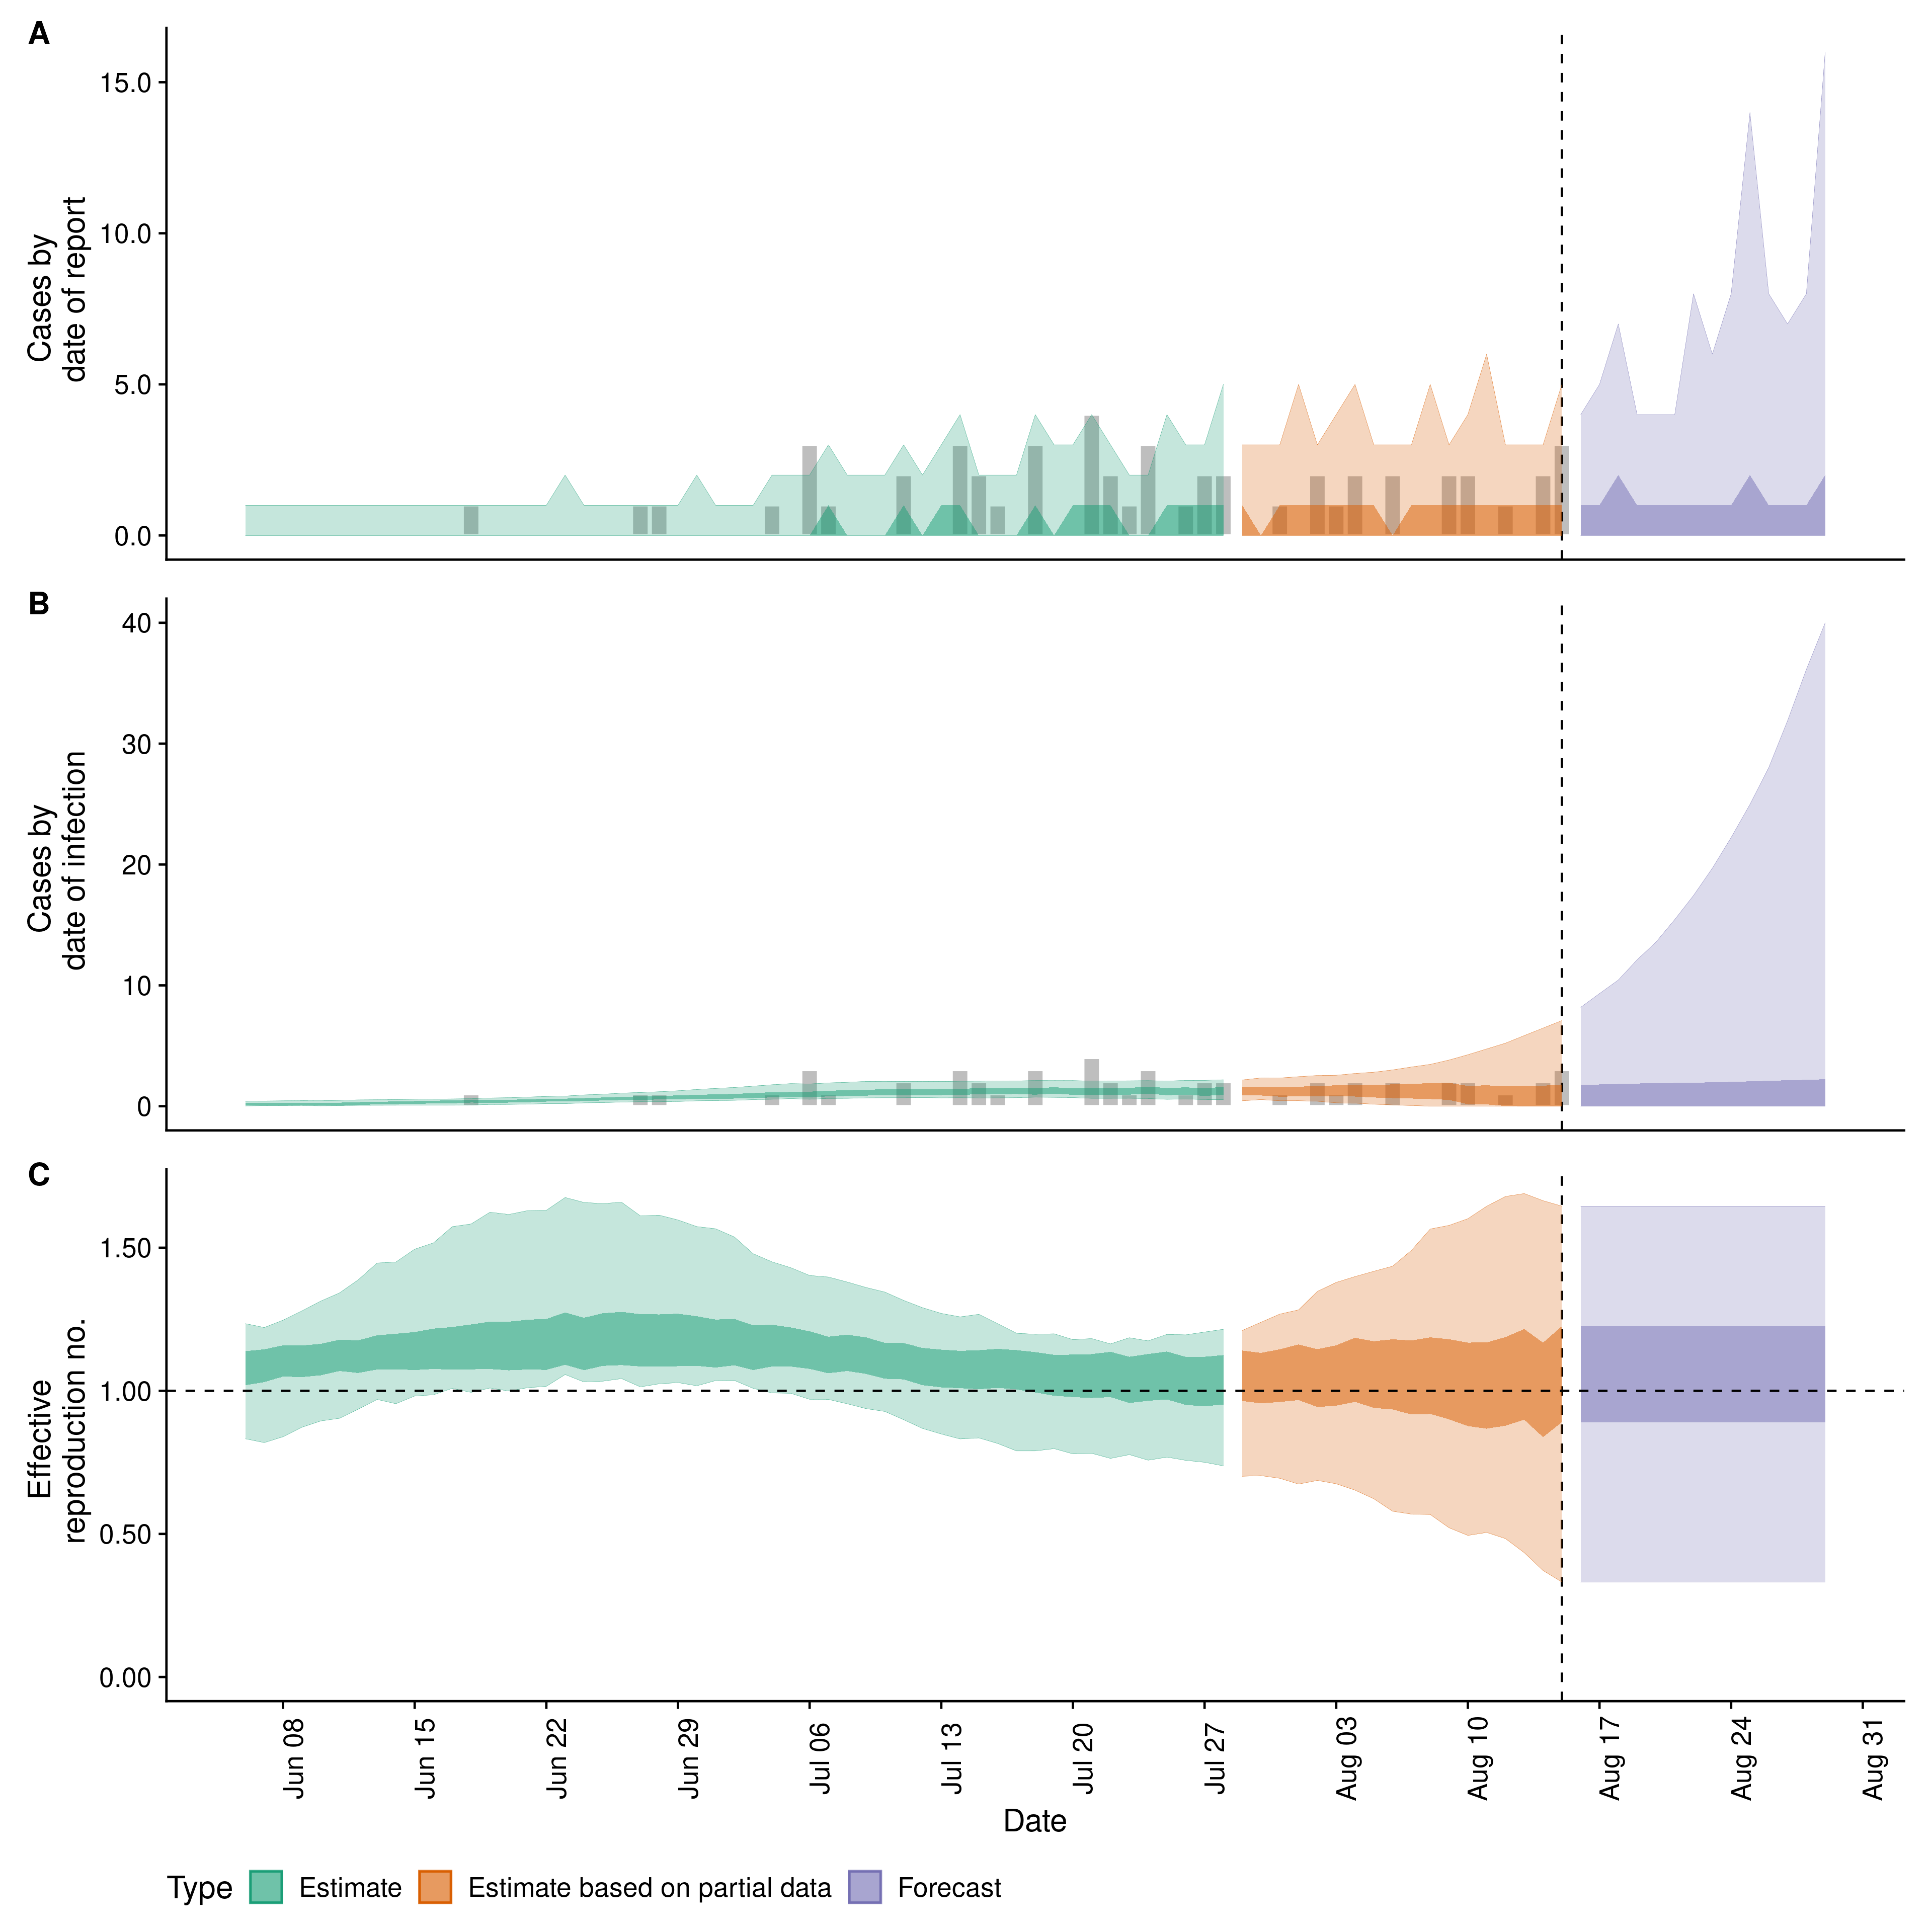 A
Cases by
date of report
15.0
10.0
5.0
0.0
B
Cases by
date of infection
40
30
20
10
0
C
Effective
reproduction no.
1.50
1.00
0.50
0.00
Jun 08
Jun 15
Jun 22
Jun 29
Jul 06
Jul 13
Jul 20
Jul 27
Aug 03
Aug 10
Aug 17
Aug 24
Aug 31
Date
Type Estimate Estimate based on partial data Forecast